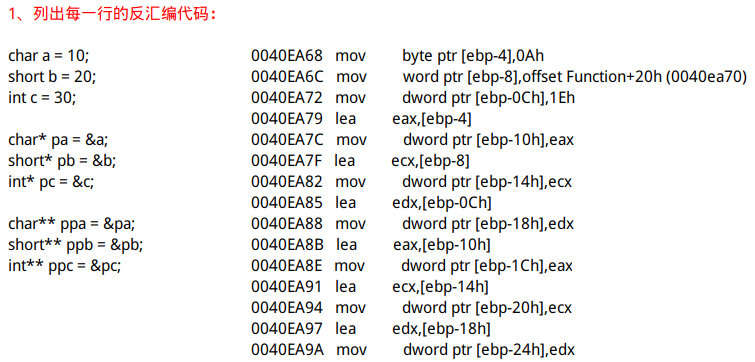 1、列出每一行的反汇编代码：
char a = 10; 0040EA68 mov byte ptr [ebp-4],0Ah
short b = 20; 0040EA6C mov word ptr [ebp-8],offset Function+20h (0040ea70)
int c = 30; 0040EA72 mov dword ptr [ebp-0Ch],1Eh
0040EA79 lea eax,[ebp-4]
char* pa = &a; 0040EA7C mov dword ptr [ebp-10h],eax
short* pb = &b; 0040EA7F lea ecx,[ebp-8]
int* pc = &c; 0040EA82 mov dword ptr [ebp-14h],ecx
0040EA85 lea edx,[ebp-0Ch]
char** ppa = &pa; 0040EA88 mov dword ptr [ebp-18h],edx
short** ppb = &pb; 0040EA8B lea eax,[ebp-10h]
int** ppc = &pc; 0040EA8E mov dword ptr [ebp-1Ch],eax
0040EA91 lea ecx,[ebp-14h]
0040EA94 mov dword ptr [ebp-20h],ecx
0040EA97 lea edx,[ebp-18h]
0040EA9A mov dword ptr [ebp-24h],edx